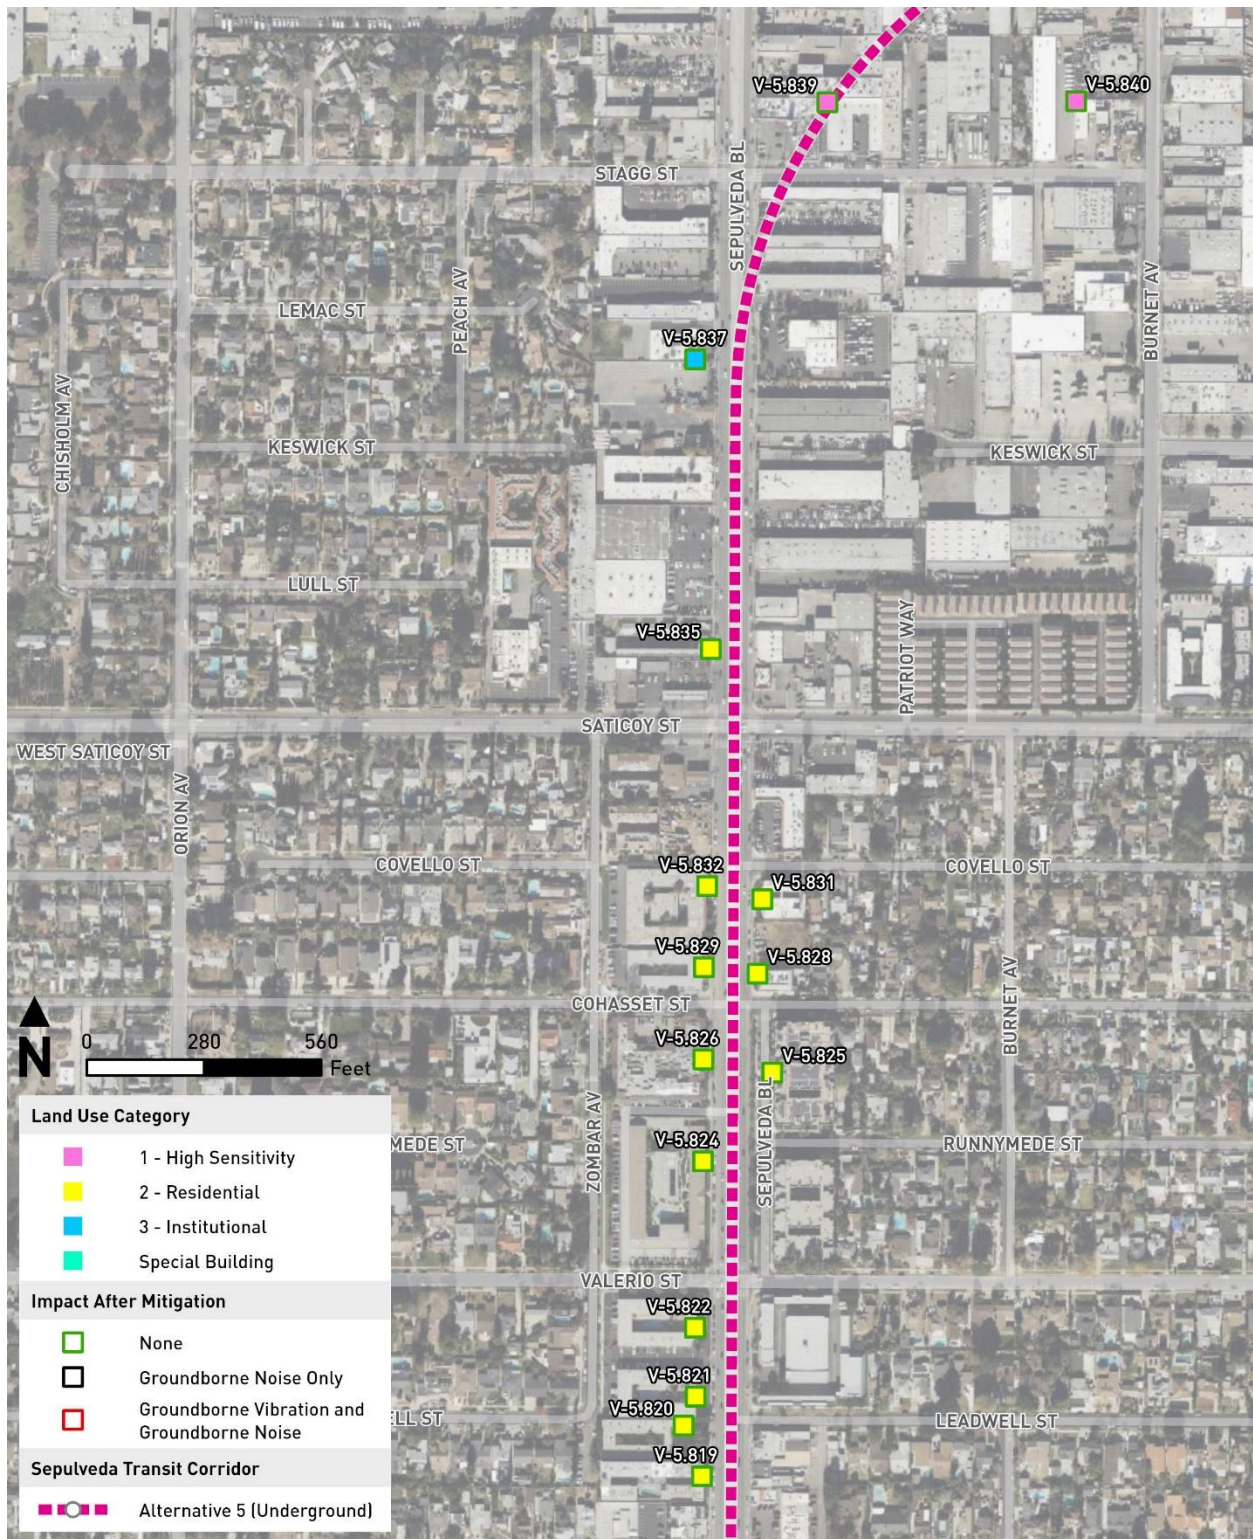 V-5.839
V-5.840
STAGG ST
SEPULVEDA BL
PEACH AV
LEMAC ST
BURNET AV
V-5.837
CHISHOLM AV
KESWICK ST
KESWICK ST
LULL ST
V-5.835
PATRIOT WAY
SATICOY ST
WEST SATICOY ST
ORION AV
COVELLO ST
V-5.832
COVELLO ST
V-5.831
V-5.829
V-5.828
COHASSET ST
BURNET AV
N
0 280 560
Feet
V-5.826
V-5.825
ZOMBAR AV
SEPULVEDA BL
MEDE ST
V-5.824
RUNNYMEDE ST
VALERIO ST
V-5.822
V-5.821
V-5.820
ELL ST
LEADWELL ST
V-5.819
Land Use Category
1 - High Sensitivity
2 - Residential
3 - Institutional
Special Building
Impact After Mitigation
None
Groundborne Noise Only
Groundborne Vibration and
Groundborne Noise
Sepulveda Transit Corridor
Alternative 5 (Underground)